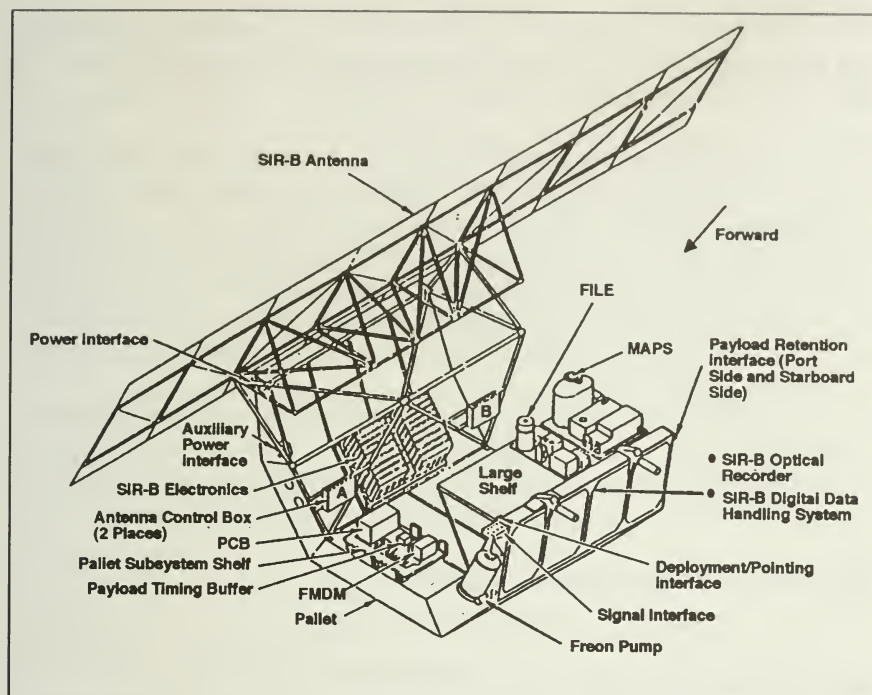 SIR-B Antenna
Forward
FILE
MAPS
Payload Retention
Interface (Port
Side and Starboard
Side)
Power interface
Auxiliary
Power
interface
B
Large
Shelf
SIR-B Electronics
A
• SIR-B Optical
Recorder
• SIR-B Digital Data
Handling System
Antenna Control Box
(2 Places)
PCB
Pallet Subsystem Shelf
Payload Timing Buffer
FMDM
Pallet
Deployment/Pointing
Interface
Signal Interface
Freon Pump